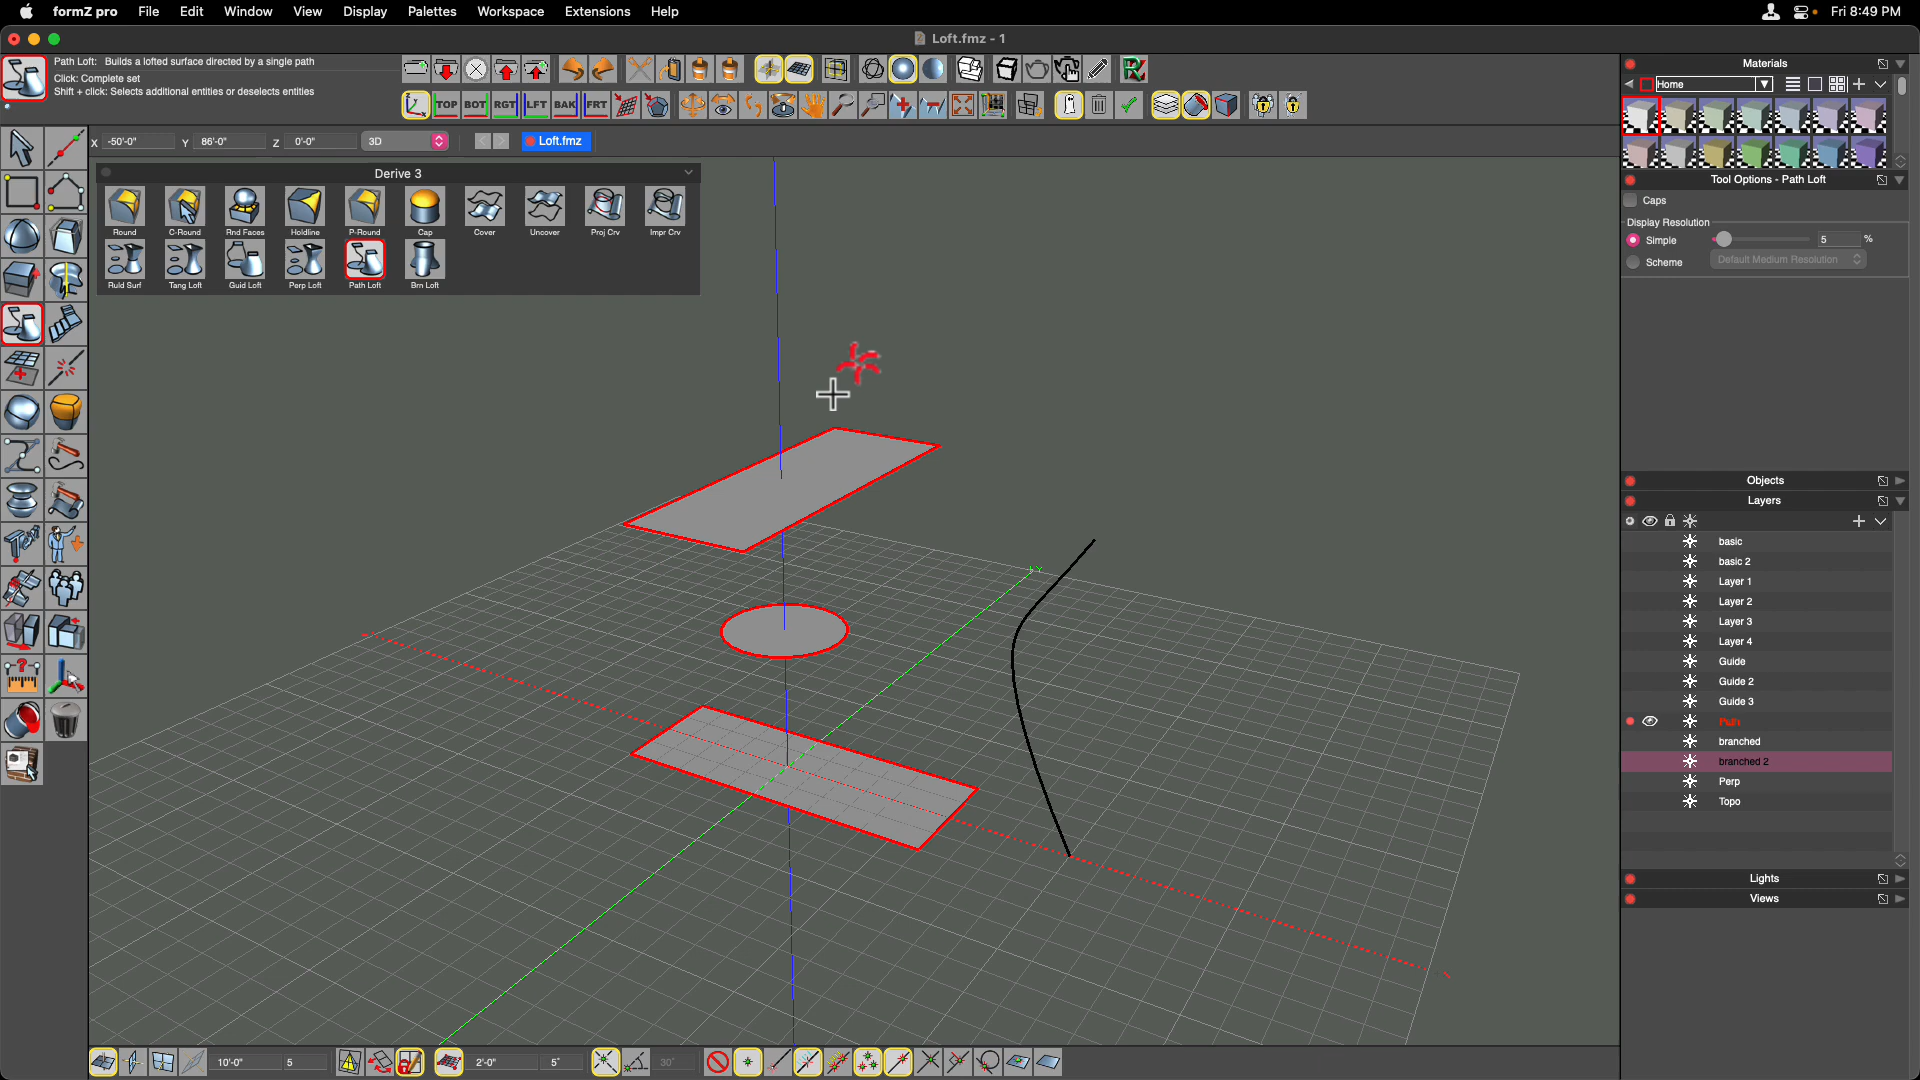 formZ pro File Edit Window View Display Palettes Workspace Extensions Help Fri 8:49 PM
Loft.fmz - 1
Path Loft: Builds a lofted surface directed by a single path
Click: Complete set
Shift + click: Selects additional entities or deselects entities
TOP BOT RGT LFT BAK FRT
X -50'-0" Y 86'-0" Z 0'-0" 3D Loft.fmz
Derive 3
Round C-Round Rnd Faces Holdline P-Round Cap Cover Uncover Proj Crv Impr Crv
Ruld Surf Tang Loft Guid Loft Perp Loft Path Loft Brn Loft
Materials
Home
Tool Options - Path Loft
Caps
Display Resolution
Simple 5 %
Scheme Default Medium Resolution
Objects
Layers
basic
basic 2
Layer 1
Layer 2
Layer 3
Layer 4
Guide
Guide 2
Guide 3
Path
branched
branched 2
Perp
Topo
Lights
Views
10'-0" 5 2'-0" 5° 30°